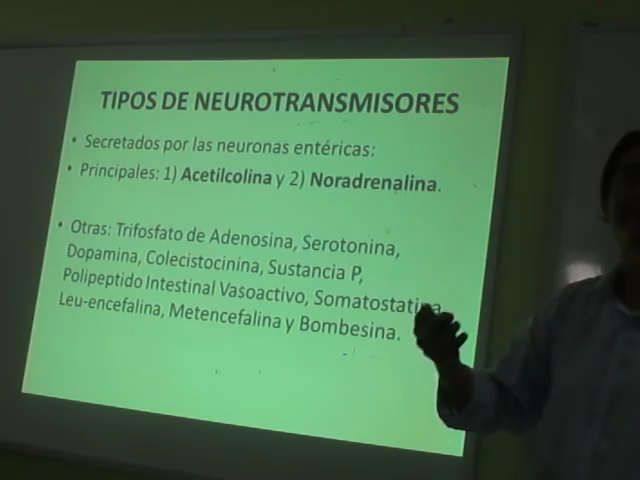 TIPOS DE NEUROTRANSMISORES
• Secretados por las neuronas entéricas:
• Principales: 1) Acetilcolina y 2) Noradrenalina.
• Otras: Trifosfato de Adenosina, Serotonina,
Dopamina, Colecistocinina, Sustancia P,
Polipeptido Intestinal Vasoactivo, Somatostatina,
Leu-encefalina, Metencefalina y Bombesina.